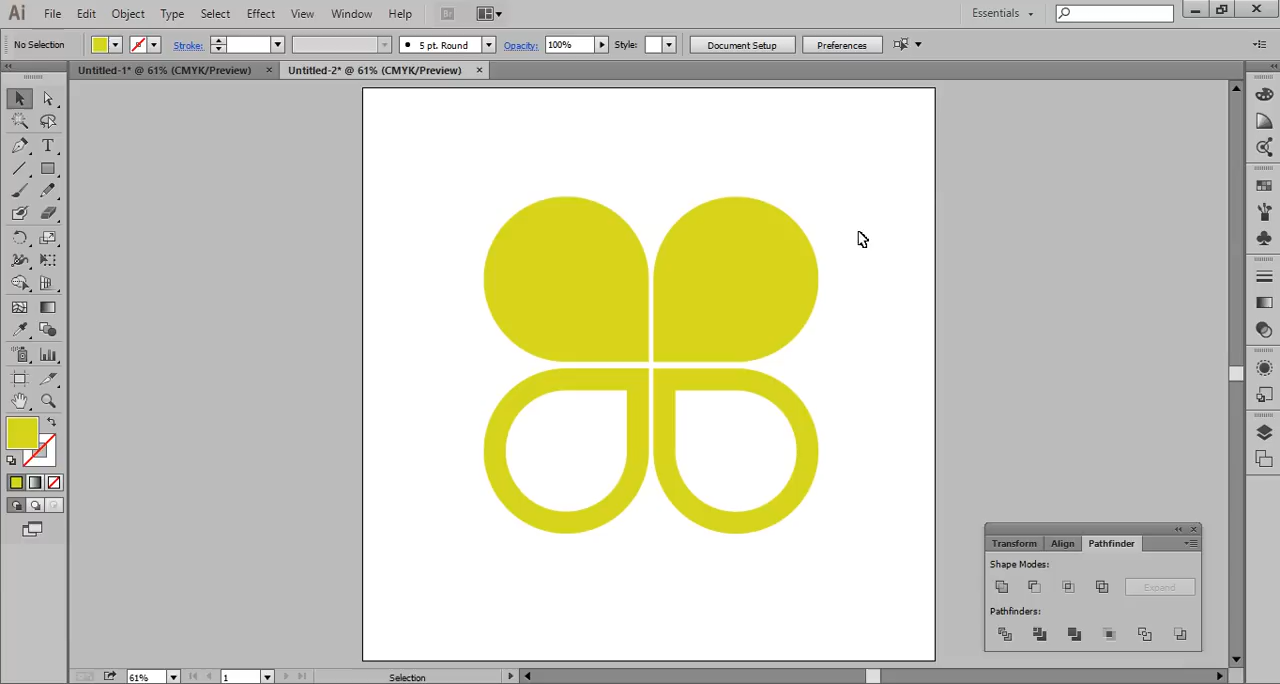 Ai File Edit Object Type Select Effect View Window Help Br Essentials
No Selection Stroke: 5 pt. Round Opacity: 100% Style: Document Setup Preferences
Untitled-1* @ 61% (CMYK/Preview) × Untitled-2* @ 61% (CMYK/Preview) ×
T
Transform Align Pathfinder
Shape Modes:
Expand
Pathfinders:
61% 1 Selection